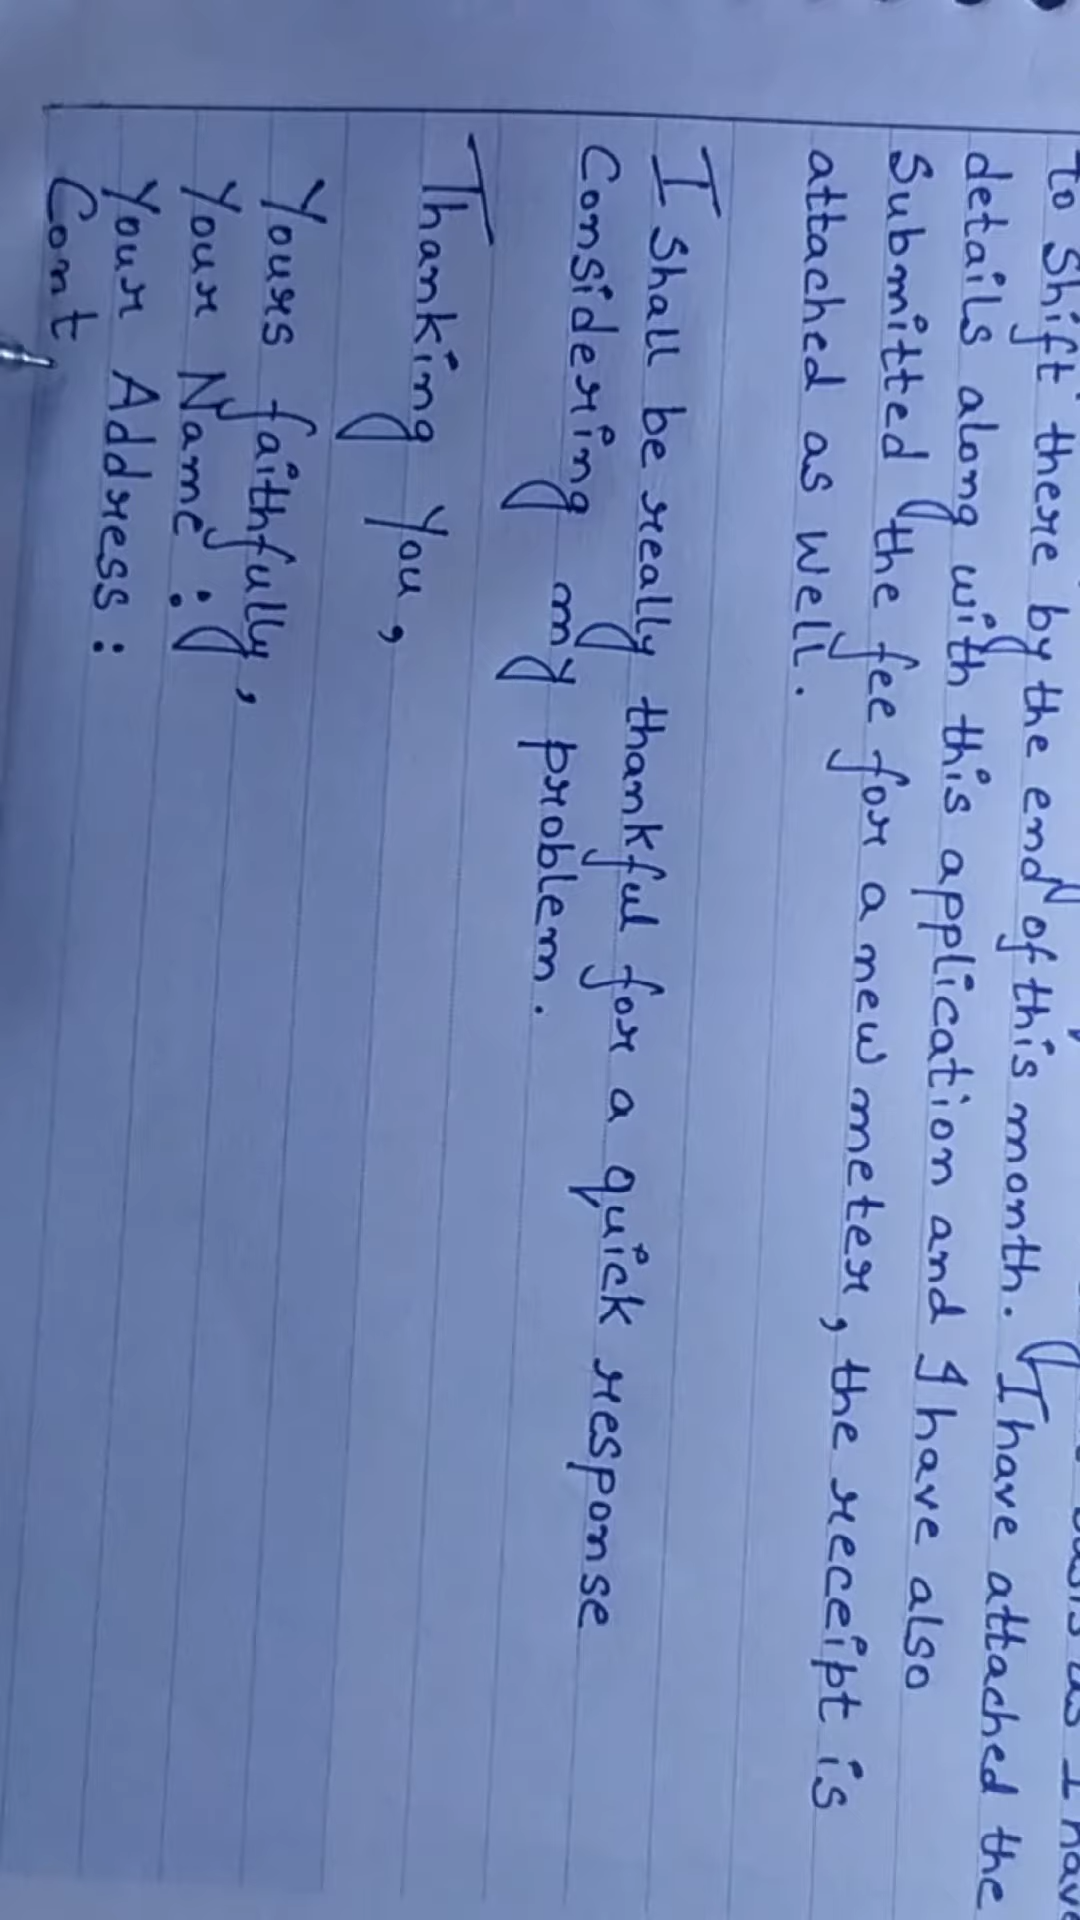 as I have
to shift there by the end of this month. I have attached the
details along with this application and I have also
Submitted the fee for a new meter, the receipt is
attached as well.
I shall be really thankful for a quick response
Considering my problem.
Thanking you,
Yours faithfully,
Your Name :
Your Address :
Cont